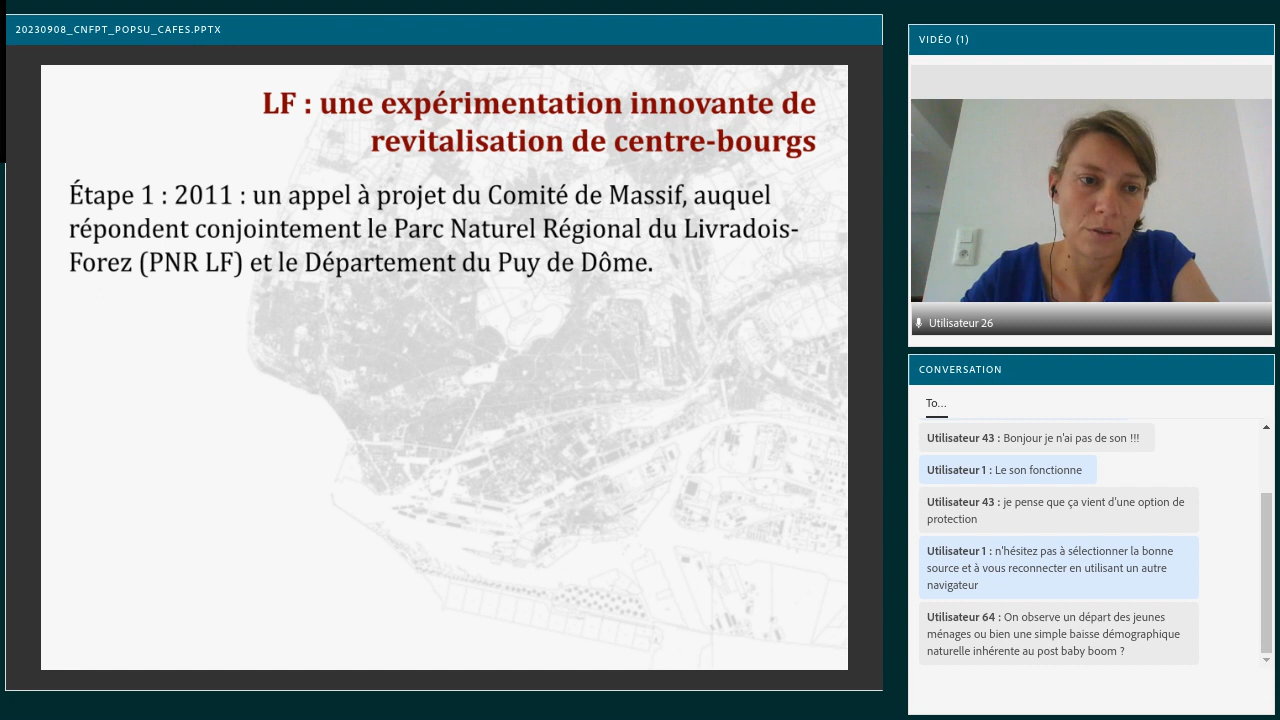 20230908_CNFPT_POPSU_CAFES.PPTX
LF : une expérimentation innovante de
revitalisation de centre-bourgs
Étape 1 : 2011 : un appel à projet du Comité de Massif, auquel
répondent conjointement le Parc Naturel Régional du Livradois-
Forez (PNR LF) et le Département du Puy de Dôme.
VIDÉO (1)
Utilisateur 26
CONVERSATION
To...
Utilisateur 43 : Bonjour je n'ai pas de son !!!
Utilisateur 1 : Le son fonctionne
Utilisateur 43 : je pense que ça vient d'une option de
protection
Utilisateur 1 : n'hésitez pas à sélectionner la bonne
source et à vous reconnecter en utilisant un autre
navigateur
Utilisateur 64 : On observe un départ des jeunes
ménages ou bien une simple baisse démographique
naturelle inhérente au post baby boom ?